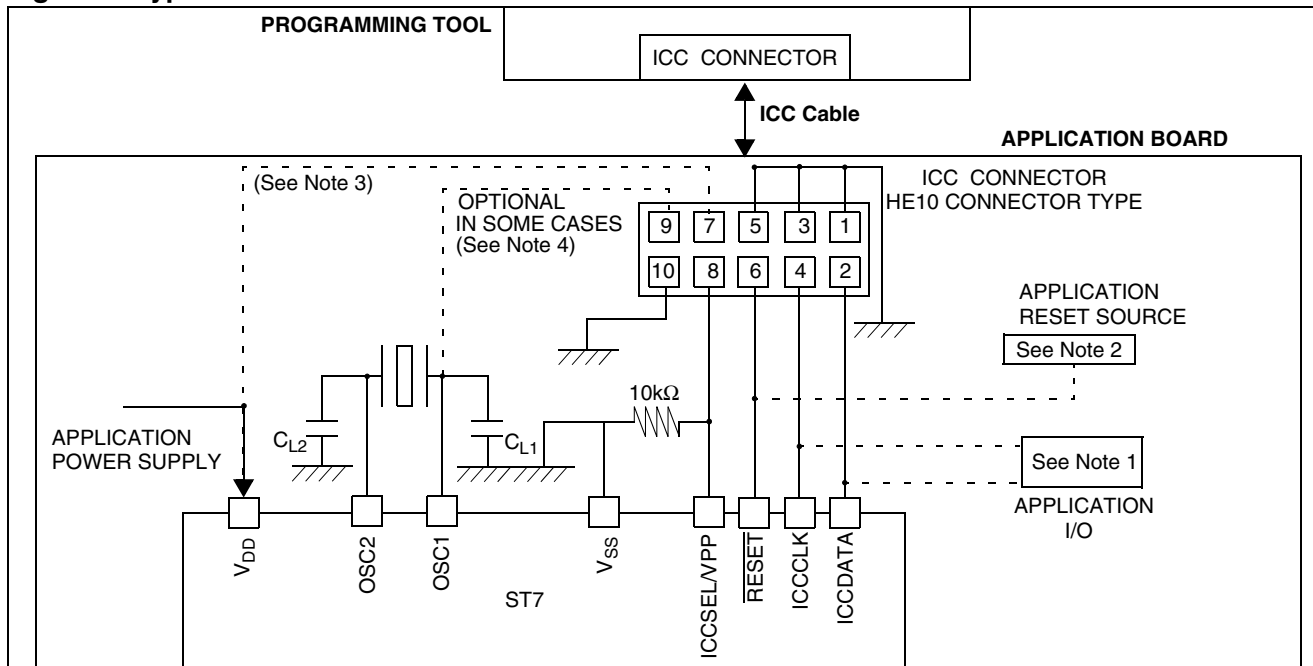 PROGRAMMING TOOL
ICC CONNECTOR
ICC Cable
APPLICATION BOARD
(See Note 3)
OPTIONAL
IN SOME CASES
(See Note 4)
ICC CONNECTOR
HE10 CONNECTOR TYPE
9 7 5 3 1
10 8 6 4 2
APPLICATION
RESET SOURCE
See Note 2
10kΩ
APPLICATION
POWER SUPPLY
CL2
CL1
See Note 1
APPLICATION
I/O
VDD
OSC2
OSC1
VSS
ICCSEL/VPP
RESET
ICCCLK
ICCDATA
ST7